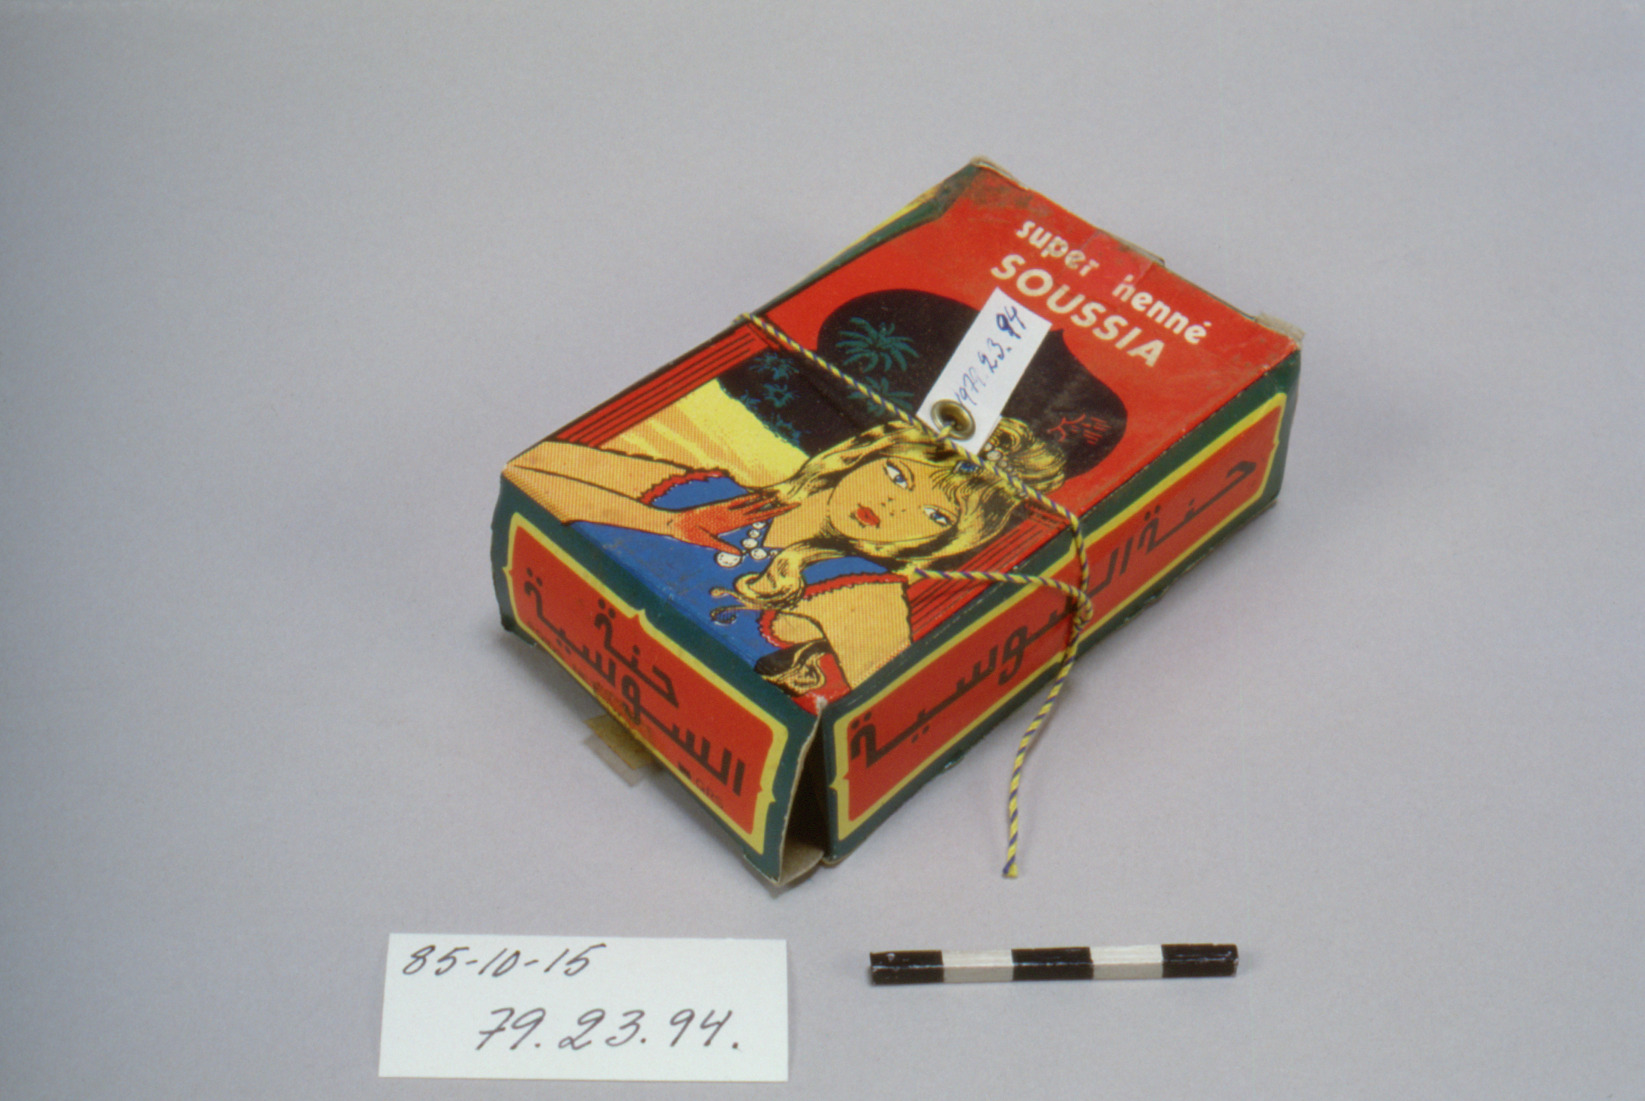 super henné
SOUSSIA
1979.23.94
حنة السوسية
حنة
السوسية
85-10-15
79.23.94.